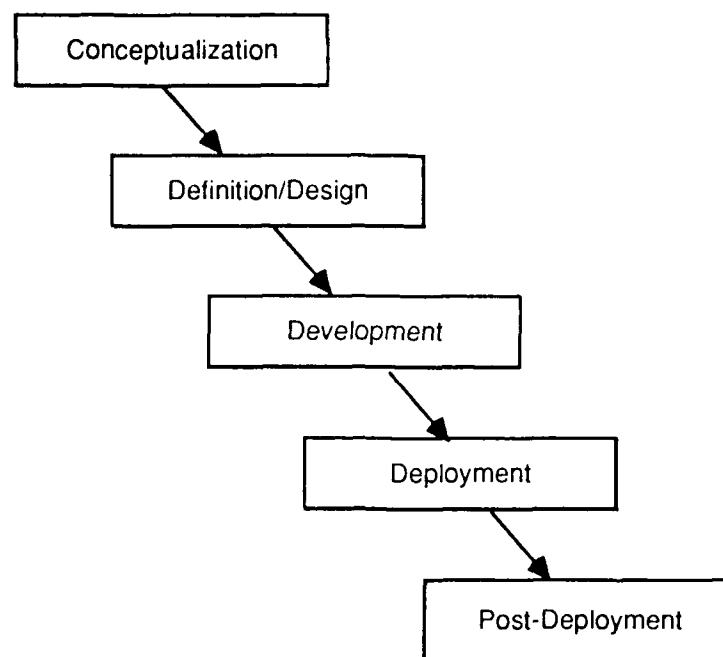 Conceptualization
Definition/Design
Development
Deployment
Post-Deployment